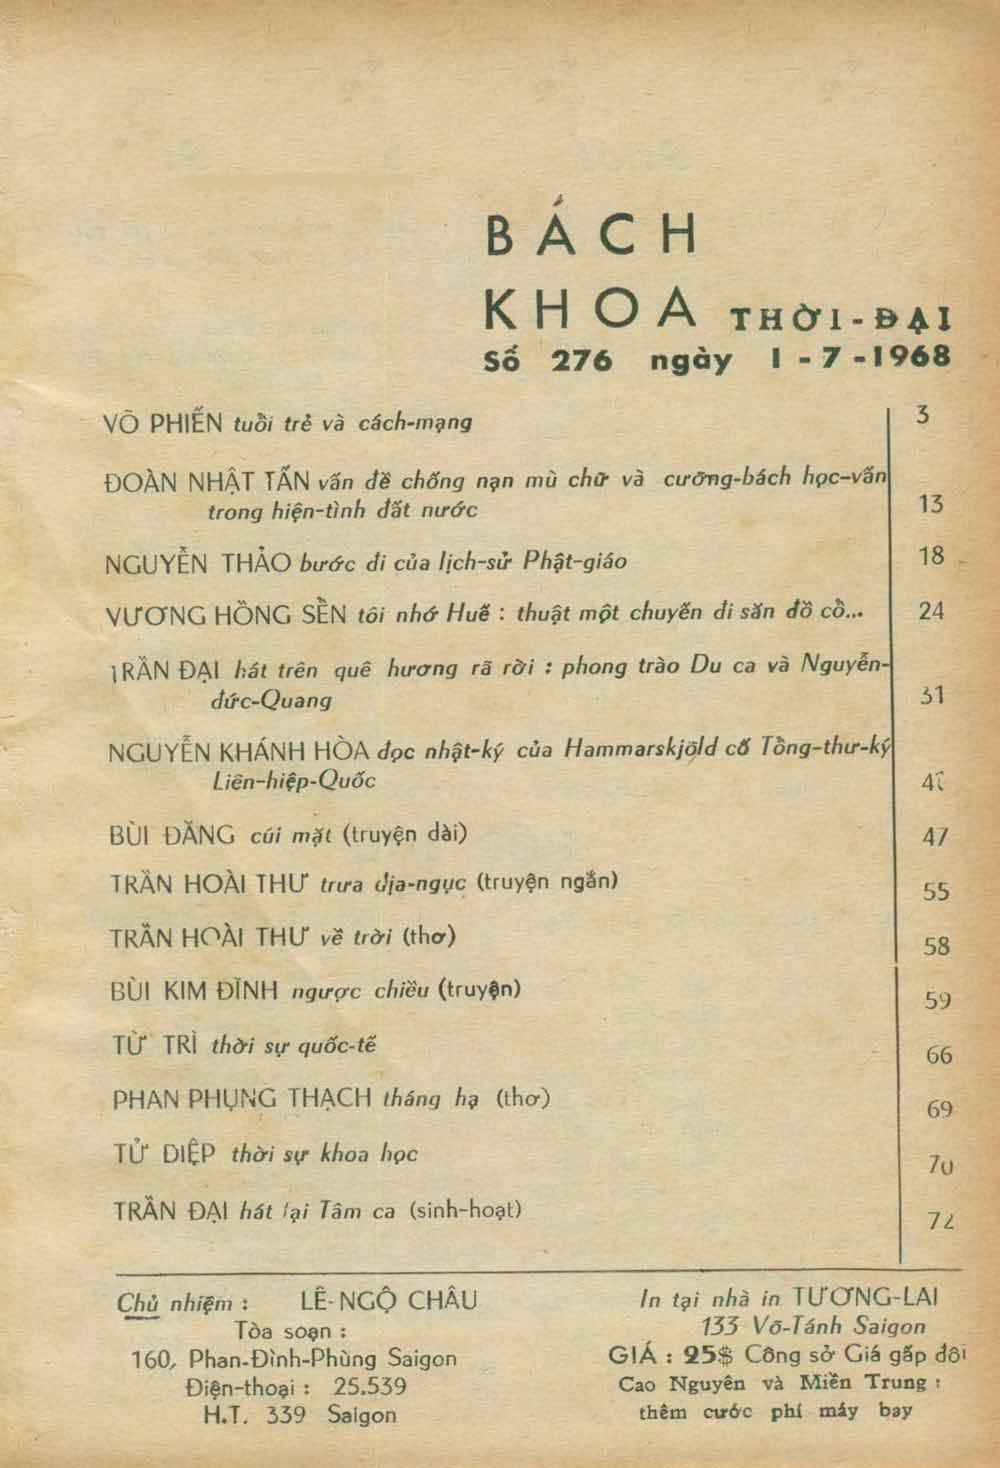 BÁCH
KHOA THỜI-ĐẠI
Số 276 ngày 1-7-1968
VÕ PHIẾN tuổi trẻ và cách-mạng 3
ĐOÀN NHẬT TẤN vấn đề chống nạn mù chữ và cưỡng-bách học-vấn
trong hiện-tình đất nước 13
NGUYỄN THẢO bước đi của lịch-sử Phật-giáo 18
VƯƠNG HỒNG SỂN tôi nhớ Huế : thuật một chuyến đi săn đồ cổ... 24
TRẦN ĐẠI hát trên quê hương rã rời : phong trào Du ca và Nguyễn-
đức-Quang 31
NGUYỄN KHÁNH HÒA đọc nhật-ký của Hammarskjöld cố Tổng-thư-ký
Liên-hiệp-Quốc
BÙI ĐĂNG cúi mặt (truyện dài) 47
TRẦN HOÀI THƯ trưa địa-ngục (truyện ngắn) 55
TRẦN HOÀI THƯ về trời (thơ) 58
BÙI KIM ĐĨNH ngược chiều (truyện) 59
TỪ TRÌ thời sự quốc-tế 66
PHAN PHỤNG THẠCH tháng hạ (thơ) 69
TỬ DIỆP thời sự khoa học 70
TRẦN ĐẠI hát lại Tâm ca (sinh-hoạt) 72
Chủ nhiệm : LÊ-NGỘ CHÂU
Tòa soạn :
160, Phan-Đình-Phùng Saigon
Điện-thoại : 25.539
H.T. 339 Saigon
In tại nhà in TƯƠNG-LAI
133 Võ-Tánh Saigon
GIÁ : 25$ Công sở Giá gấp đôi
Cao Nguyên và Miền Trung :
thêm cước phí máy bay